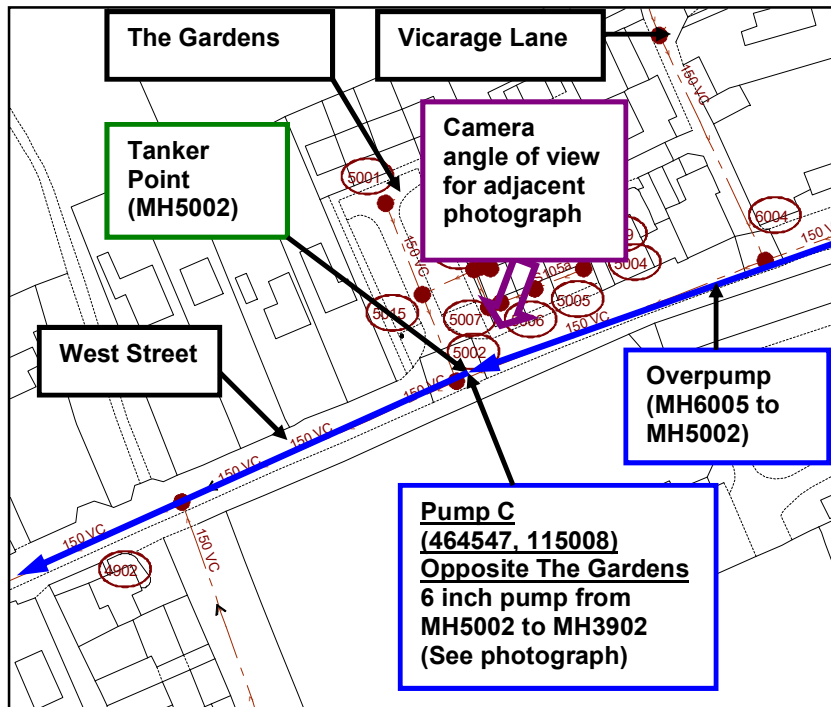 The Gardens
Vicarage Lane
Tanker
Point
(MH5002)
Camera
angle of view
for adjacent
photograph
150 VC
5001
6004
150 V
5004
S105a
5005
5015
150 VC
5007
5002
150 VC
150 VC
West Street
Overpump
(MH6005 to
MH5002)
150 VC
150 VC
150 VC
150 VC
4902
150 VC
Pump C
(464547, 115008)
Opposite The Gardens
6 inch pump from
MH5002 to MH3902
(See photograph)